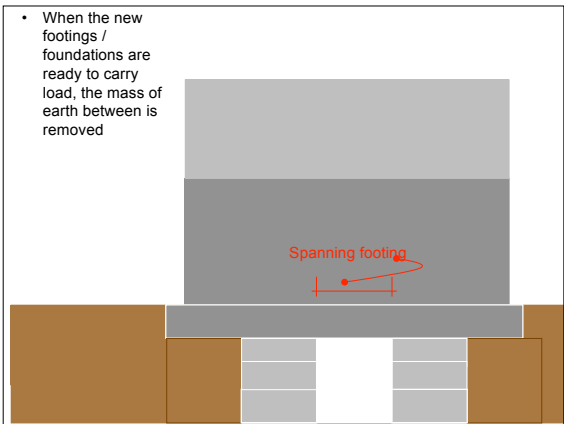 • When the new
footings /
foundations are
ready to carry
load, the mass of
earth between is
removed
Spanning footing